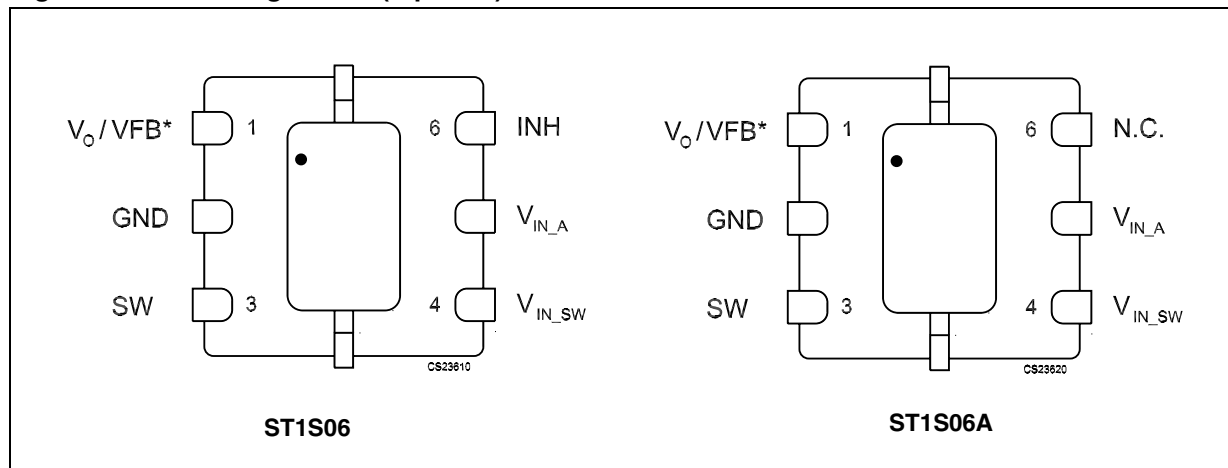 V_O / VFB* 1 6 INH
GND V_IN_A
SW 3 4 V_IN_SW
CS23610
ST1S06
V_O / VFB* 1 6 N.C.
GND V_IN_A
SW 3 4 V_IN_SW
CS23620
ST1S06A